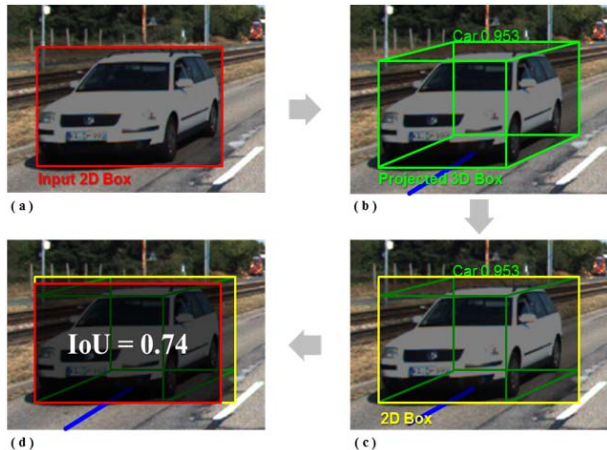 Car 0.953
Input 2D Box
Projected 3D Box
( a )
( b )
Car 0.953
IoU = 0.74
2D Box
( d )
( c )